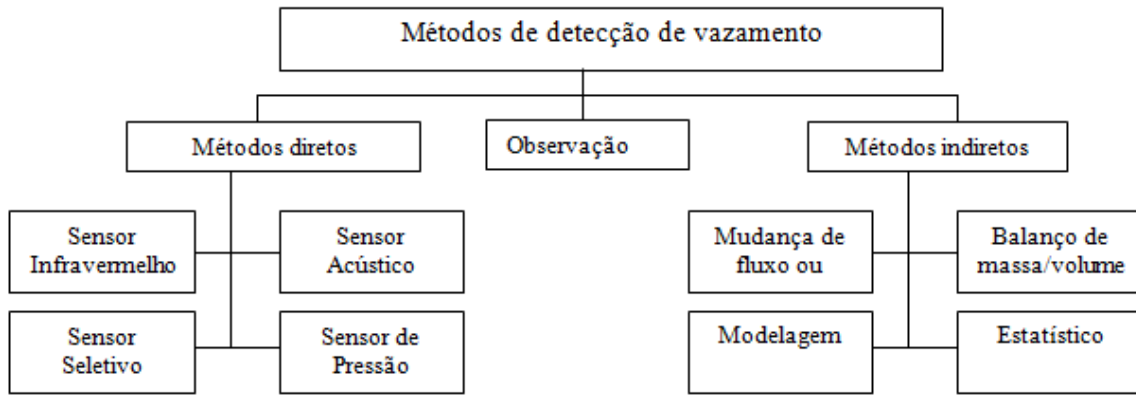 Métodos de detecção de vazamento
Métodos diretos
Observação
Métodos indiretos
Sensor
Infravermelho
Sensor
Acústico
Mudança de
fluxo ou
Balanço de
massa/volume
Sensor
Seletivo
Sensor de
Pressão
Modelagem
Estatístico